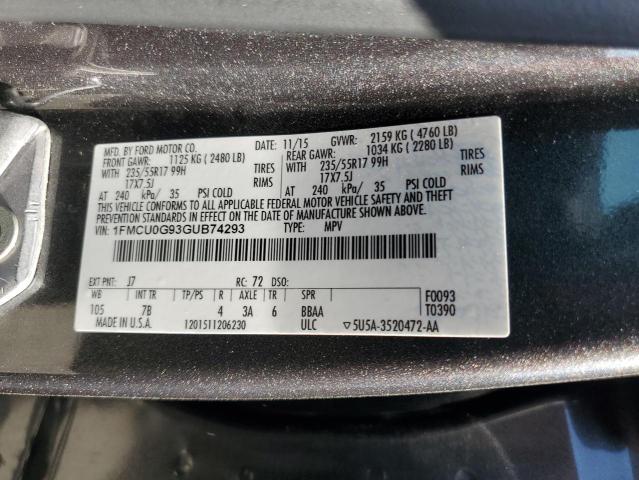 MFD. BY FORD MOTOR CO.
DATE: 11/15 GVWR: 2159 KG ( 4760 LB)
FRONT GAWR: 1125 KG ( 2480 LB) REAR GAWR: 1034 KG ( 2280 LB)
WITH 235/55R17 99H TIRES WITH 235/55R17 99H TIRES
17X7.5J RIMS 17X7.5J RIMS
AT 240 kPa/ 35 PSI COLD AT 240 kPa/ 35 PSI COLD
THIS VEHICLE CONFORMS TO ALL APPLICABLE FEDERAL MOTOR VEHICLE SAFETY AND THEFT
PREVENTION STANDARDS IN EFFECT ON THE DATE OF MANUFACTURE SHOWN ABOVE.
VIN: 1FMCU0G93GUB74293 TYPE: MPV
EXT PNT: J7 RC: 72 DSO:
WB INT TR TP/PS R AXLE TR SPR F0093
105 7B 4 3A 6 BBAA T0390
MADE IN U.S.A. 1201511206230 ULC ▽5U5A-3520472-AA